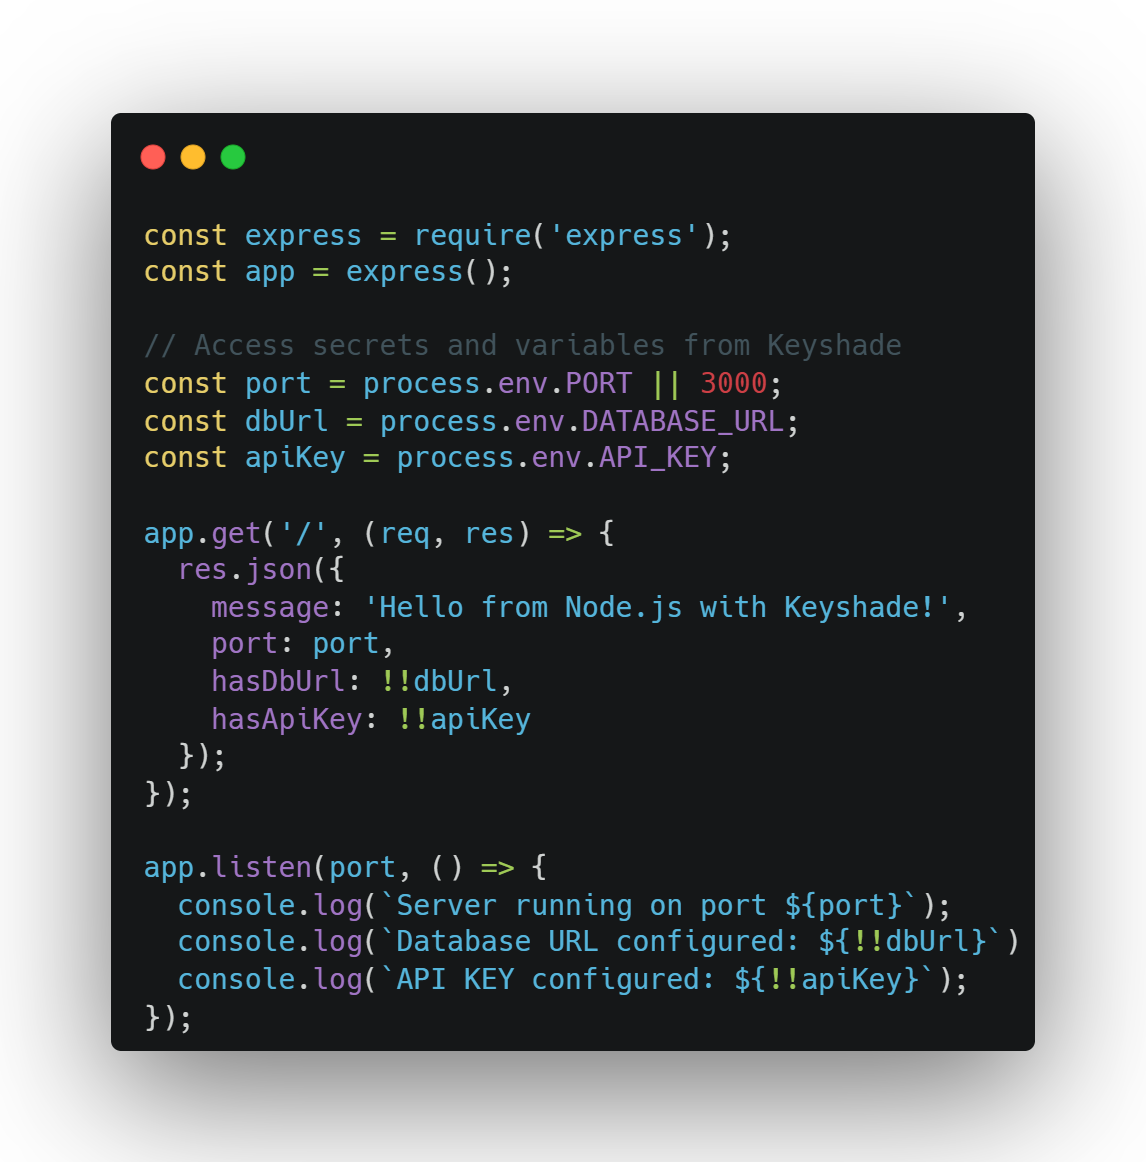 const express = require('express');
const app = express();

// Access secrets and variables from Keyshade
const port = process.env.PORT || 3000;
const dbUrl = process.env.DATABASE_URL;
const apiKey = process.env.API_KEY;

app.get('/', (req, res) => {
  res.json({
    message: 'Hello from Node.js with Keyshade!',
    port: port,
    hasDbUrl: !!dbUrl,
    hasApiKey: !!apiKey
  });
});

app.listen(port, () => {
  console.log(`Server running on port ${port}`);
  console.log(`Database URL configured: ${!!dbUrl}`)
  console.log(`API KEY configured: ${!!apiKey}`);
});